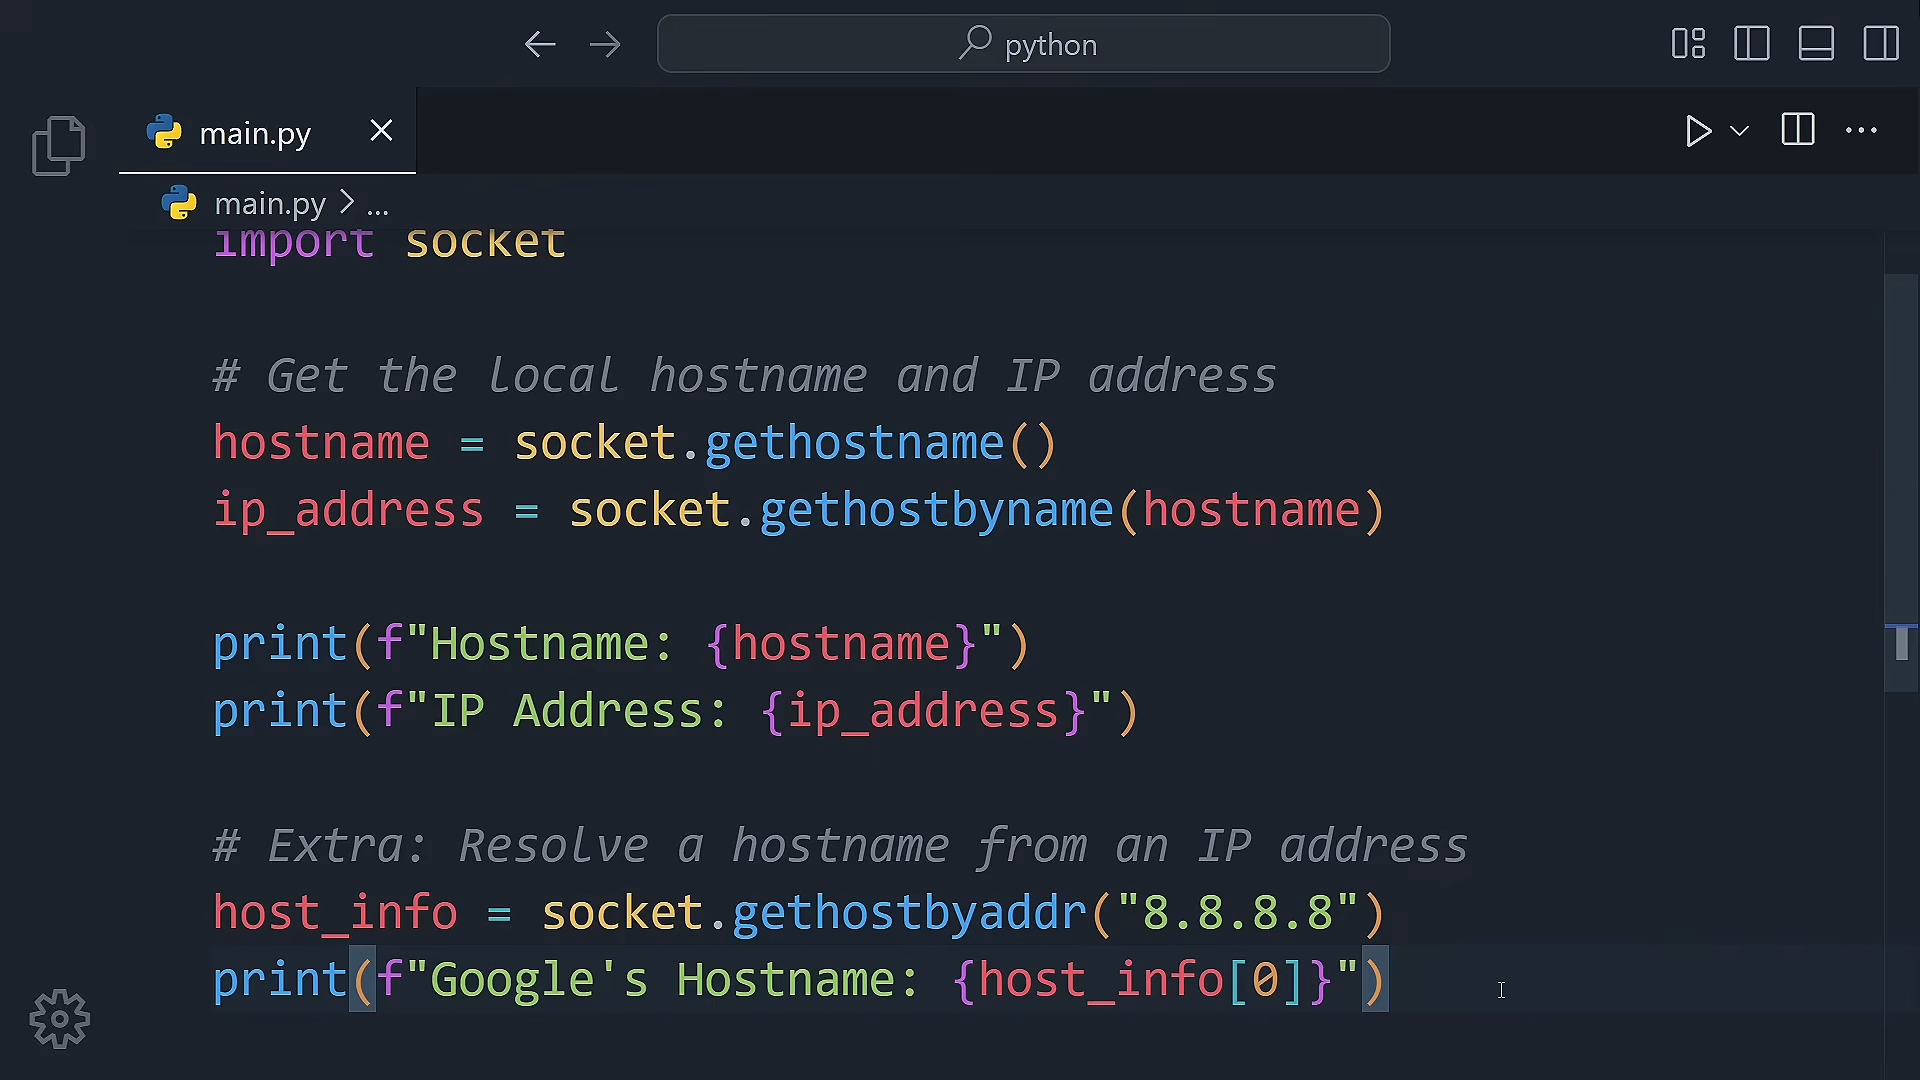 python
main.py
main.py > ...
import socket
# Get the local hostname and IP address
hostname = socket.gethostname()
ip_address = socket.gethostbyname(hostname)
print(f"Hostname: {hostname}")
print(f"IP Address: {ip_address}")
# Extra: Resolve a hostname from an IP address
host_info = socket.gethostbyaddr("8.8.8.8")
print(f"Google's Hostname: {host_info[0]}")